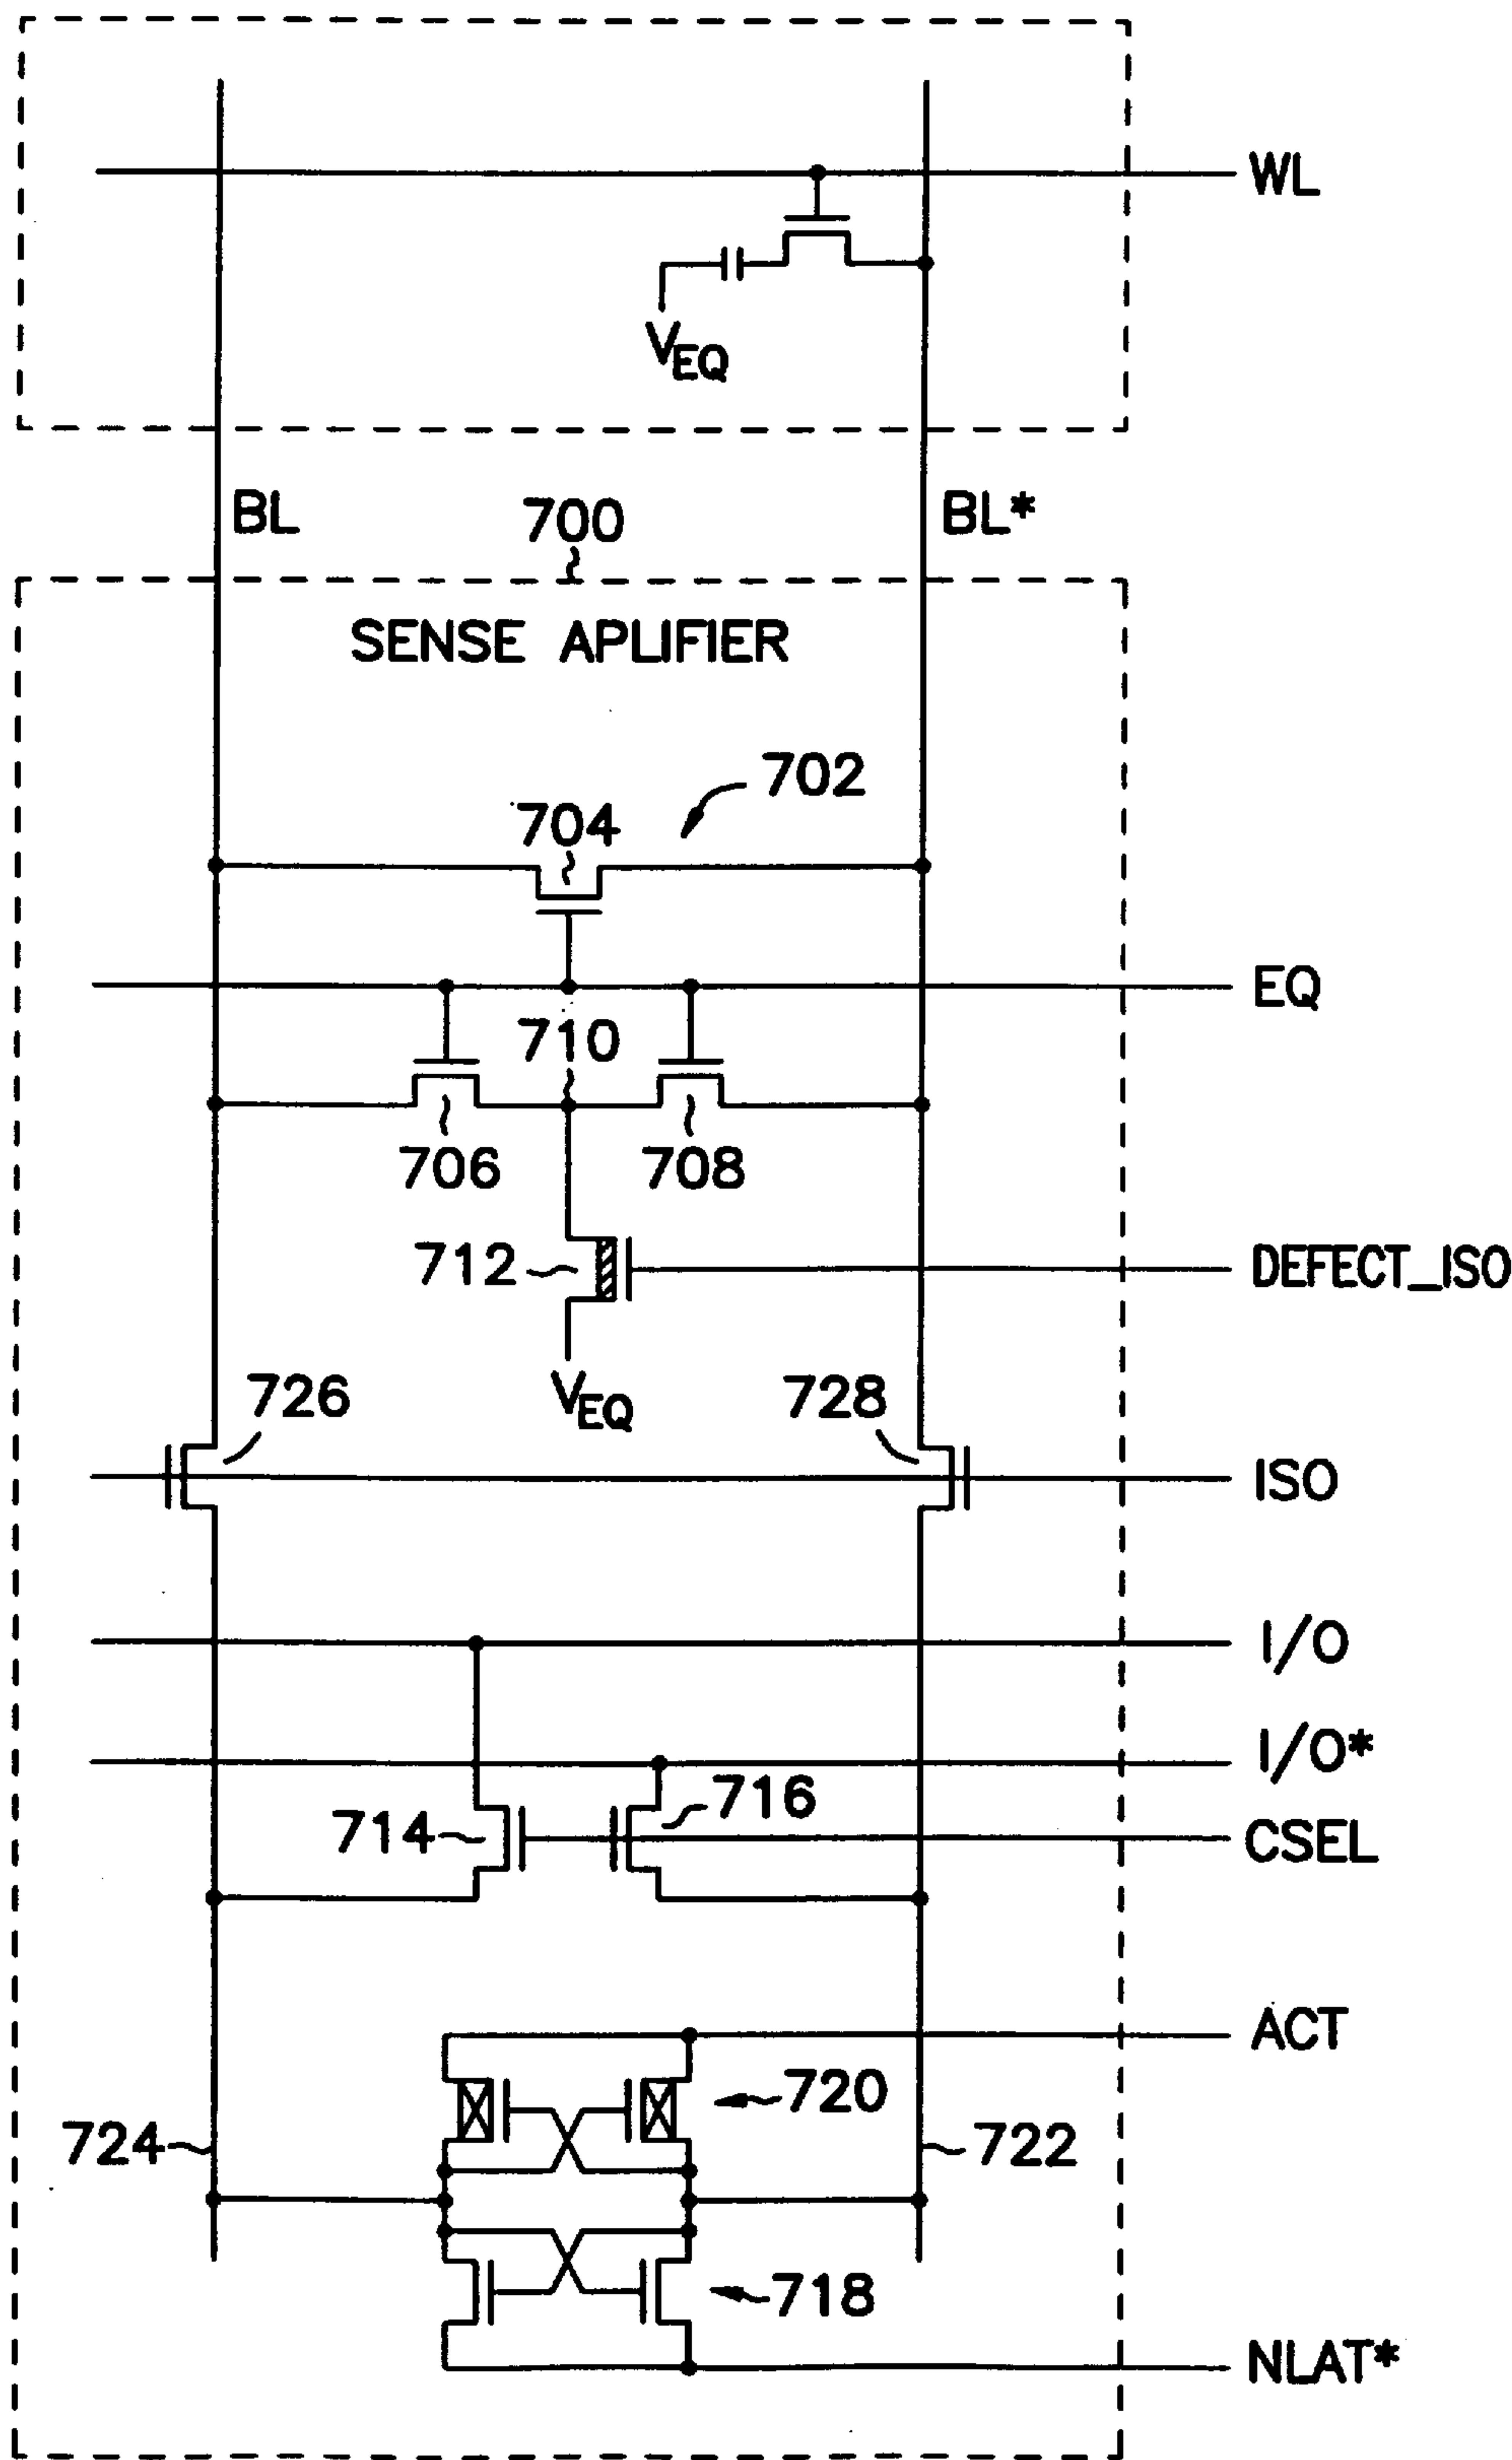 WL
VEQ
BL
700
BL*
SENSE APLIFIER
702
704
EQ
710
706
708
712
DEFECT_ISO
VEQ
726
728
ISO
I/O
I/O*
716
714
CSEL
ACT
720
724
722
718
NLAT*